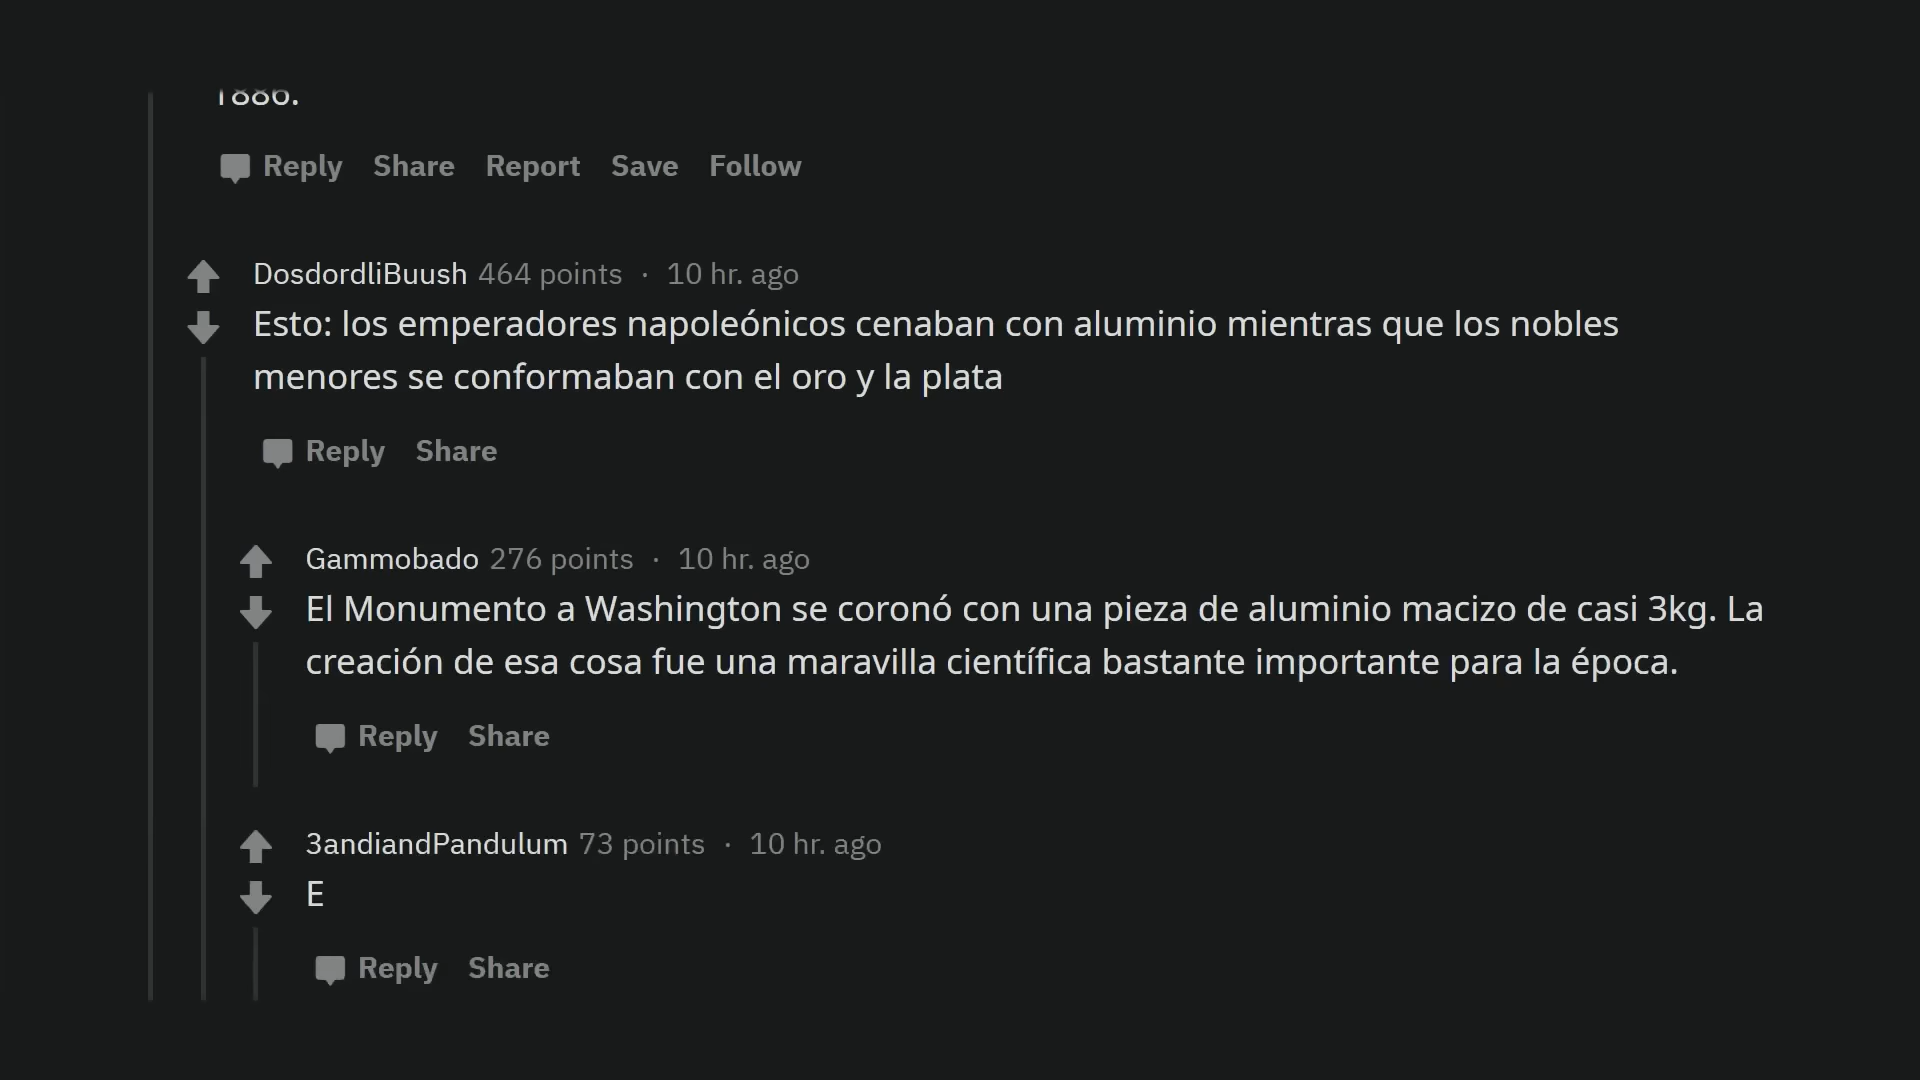 1886.
Reply Share Report Save Follow
DosdordliBuush 464 points · 10 hr. ago
Esto: los emperadores napoleónicos cenaban con aluminio mientras que los nobles
menores se conformaban con el oro y la plata
Reply Share
Gammobado 276 points · 10 hr. ago
El Monumento a Washington se coronó con una pieza de aluminio macizo de casi 3kg. La
creación de esa cosa fue una maravilla científica bastante importante para la época.
Reply Share
3andiandPandulum 73 points · 10 hr. ago
E
Reply Share